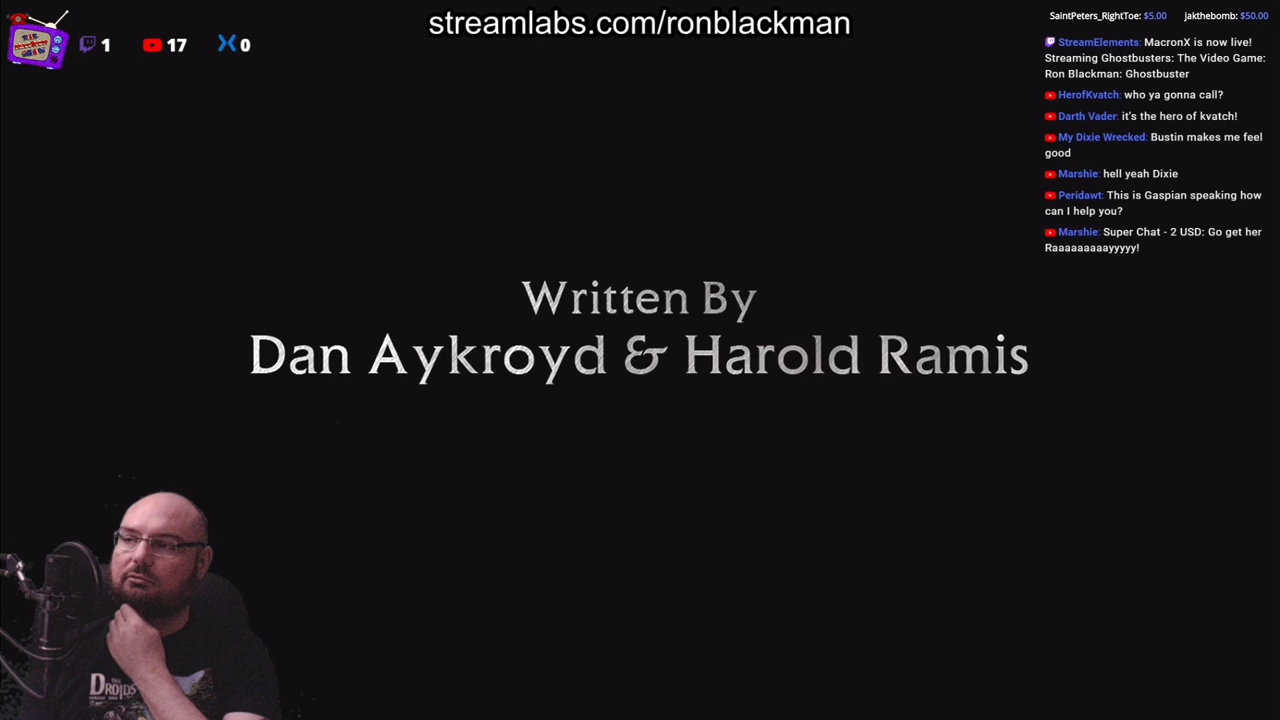 streamlabs.com/ronblackman
1
17
0
SaintPeters_RightToe: $5.00 jakthebomb: $50.00
StreamElements: MacronX is now live!
Streaming Ghostbusters: The Video Game:
Ron Blackman: Ghostbuster
HerofKvatch: who ya gonna call?
Darth Vader: it's the hero of kvatch!
My Dixie Wrecked: Bustin makes me feel
good
Marshie: hell yeah Dixie
Peridawt: This is Gaspian speaking how
can I help you?
Marshie: Super Chat - 2 USD: Go get her
Raaaaaaaaayyyyy!
Written By
Dan Aykroyd & Harold Ramis
DROIDS